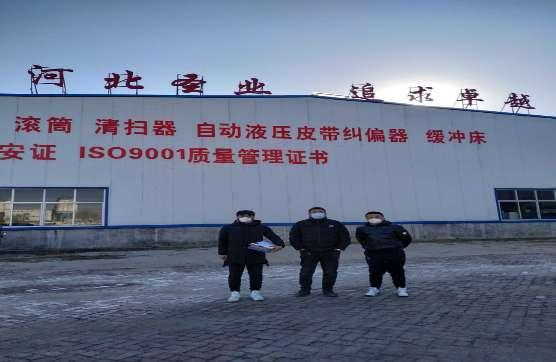 河北圣业 追求卓越
滚筒 清扫器 自动液压皮带纠偏器 缓冲床
安证 ISO9001质量管理证书